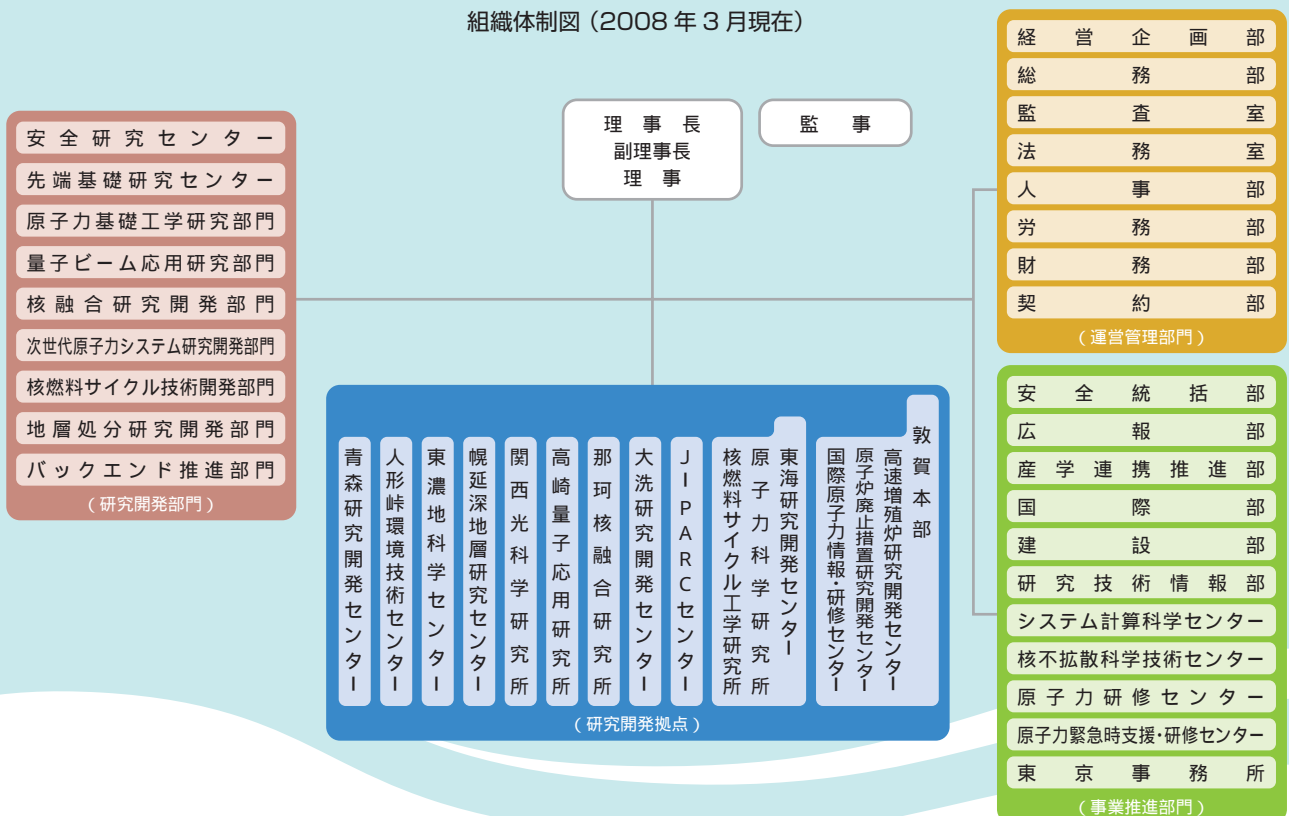 組織体制図（2008年3月現在）
理事長
副理事長
理事
監事
安全研究センター
先端基礎研究センター
原子力基礎工学研究部門
量子ビーム応用研究部門
核融合研究開発部門
次世代原子力システム研究開発部門
核燃料サイクル技術開発部門
地層処分研究開発部門
バックエンド推進部門
（研究開発部門）
経営企画部
総務部
監査室
法務室
人事部
労務部
財務部
契約部
（運営管理部門）
安全統括部
広報部
産学連携推進部
国際部
建設部
研究技術情報部
システム計算科学センター
核不拡散科学技術センター
原子力研修センター
原子力緊急時支援・研修センター
東京事務所
（事業推進部門）
敦賀本部
高速増殖炉研究開発センター
原子炉廃止措置研究開発センター
国際原子力情報・研修センター
東海研究開発センター
原子力科学研究所
核燃料サイクル工学研究所
J－PARCセンター
大洗研究開発センター
那珂核融合研究所
高崎量子応用研究所
関西光科学研究所
幌延深地層研究センター
東濃地科学センター
人形峠環境技術センター
青森研究開発センター
（研究開発拠点）